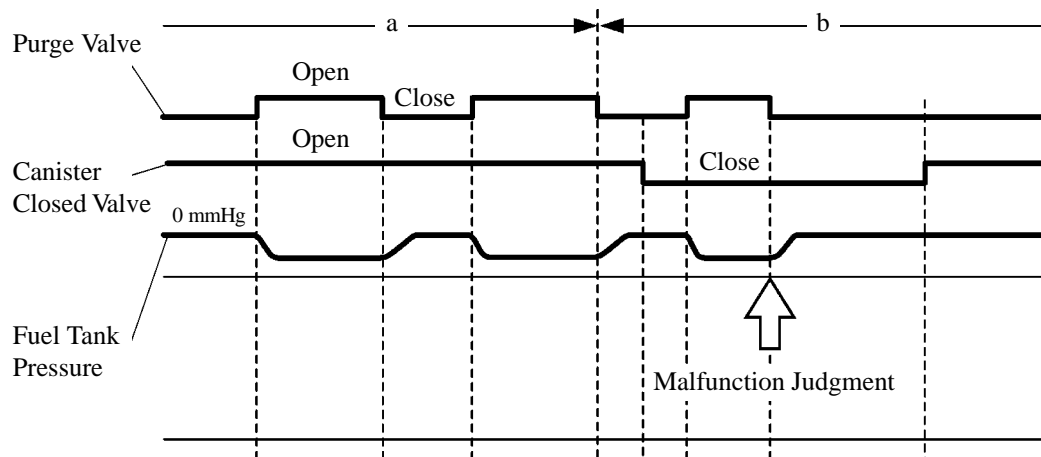 a
b
Purge Valve
Open
Close
Open
Canister
Closed Valve
Close
0 mmHg
Fuel Tank
Pressure
Malfunction Judgment